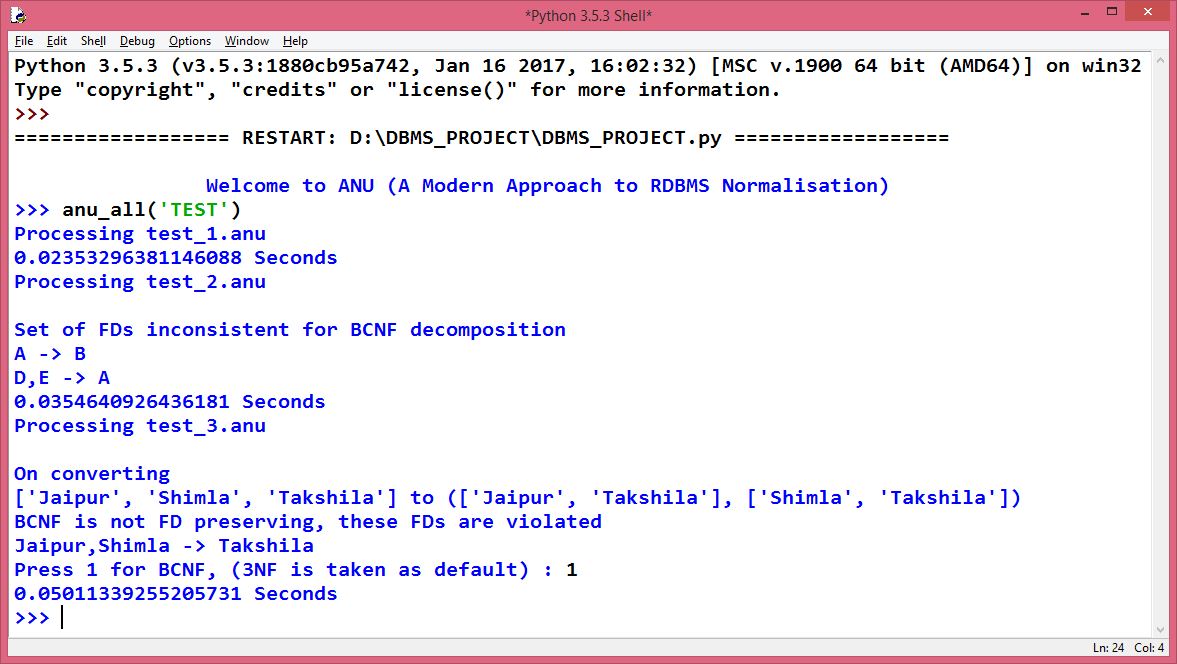 *Python 3.5.3 Shell*
File Edit Shell Debug Options Window Help
Python 3.5.3 (v3.5.3:1880cb95a742, Jan 16 2017, 16:02:32) [MSC v.1900 64 bit (AMD64)] on win32
Type "copyright", "credits" or "license()" for more information.
>>>
================== RESTART: D:\DBMS_PROJECT\DBMS_PROJECT.py ==================
Welcome to ANU (A Modern Approach to RDBMS Normalisation)
>>> anu_all('TEST')
Processing test_1.anu
0.02353296381146088 Seconds
Processing test_2.anu
Set of FDs inconsistent for BCNF decomposition
A -> B
D,E -> A
0.0354640926436181 Seconds
Processing test_3.anu
On converting
['Jaipur', 'Shimla', 'Takshila'] to (['Jaipur', 'Takshila'], ['Shimla', 'Takshila'])
BCNF is not FD preserving, these FDs are violated
Jaipur,Shimla -> Takshila
Press 1 for BCNF, (3NF is taken as default) : 1
0.05011339255205731 Seconds
>>>
Ln: 24 Col: 4